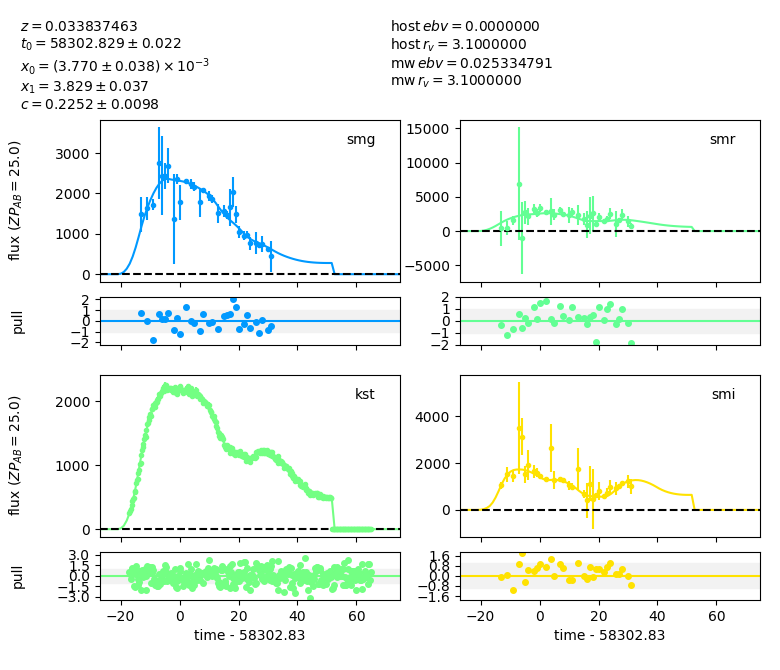 z = 0.033837463
t₀ = 58302.829 ± 0.022
x₀ = (3.770 ± 0.038) × 10⁻³
x₁ = 3.829 ± 0.037
c = 0.2252 ± 0.0098
host ebv = 0.0000000
host r_v = 3.1000000
mw ebv = 0.025334791
mw r_v = 3.1000000
flux (ZP_AB = 25.0)
3000
2000
1000
0
smg
15000
10000
5000
0
−5000
smr
pull
2
1
0
−1
−2
2
1
0
−1
−2
flux (ZP_AB = 25.0)
2000
1000
0
kst
4000
2000
0
smi
pull
3.0
1.5
0.0
−1.5
−3.0
1.6
0.8
0.0
−0.8
−1.6
−20 0 20 40 60
−20 0 20 40 60
time - 58302.83
time - 58302.83